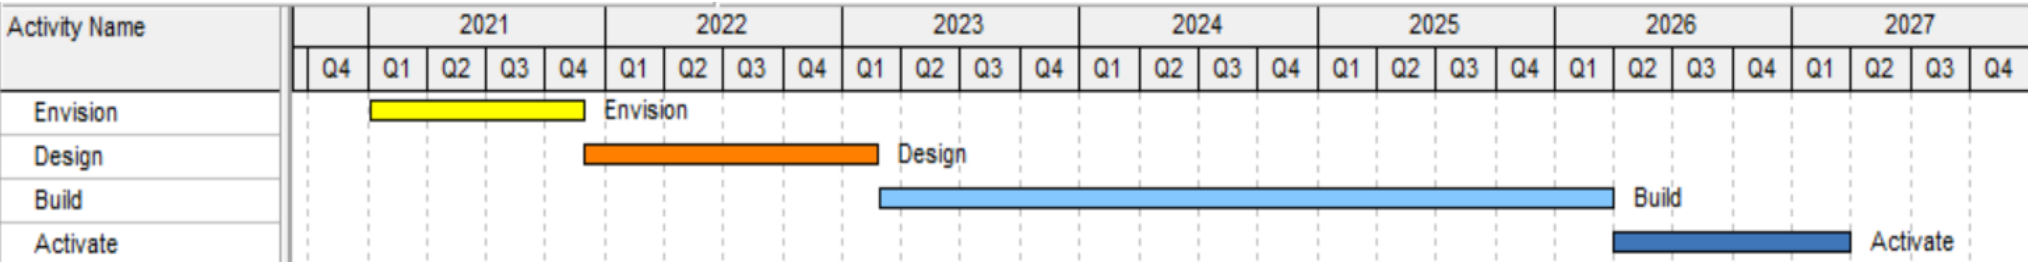 Activity Name 2021 2022 2023 2024 2025 2026 2027
Q4 Q1 Q2 Q3 Q4 Q1 Q2 Q3 Q4 Q1 Q2 Q3 Q4 Q1 Q2 Q3 Q4 Q1 Q2 Q3 Q4 Q1 Q2 Q3 Q4 Q1 Q2 Q3 Q4
Envision Envision
Design Design
Build Build
Activate Activate